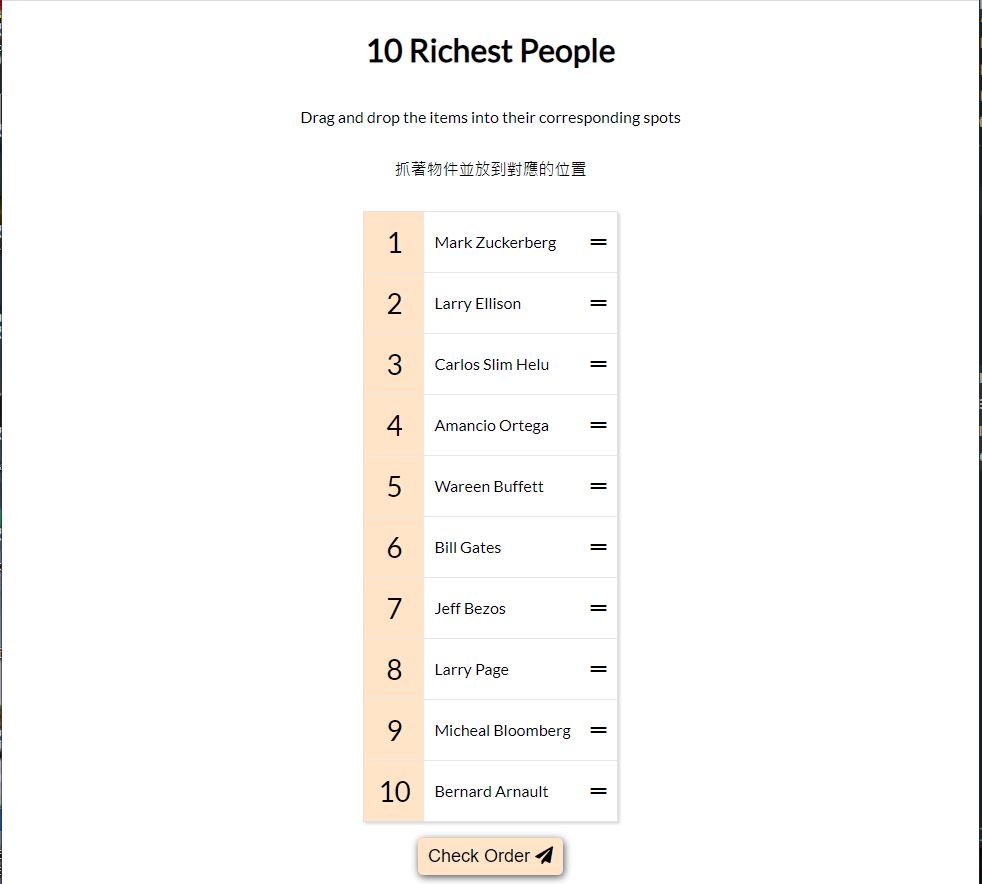 10 Richest People
Drag and drop the items into their corresponding spots
抓著物件並放到對應的位置
1 Mark Zuckerberg
2 Larry Ellison
3 Carlos Slim Helu
4 Amancio Ortega
5 Wareen Buffett
6 Bill Gates
7 Jeff Bezos
8 Larry Page
9 Micheal Bloomberg
10 Bernard Arnault
Check Order